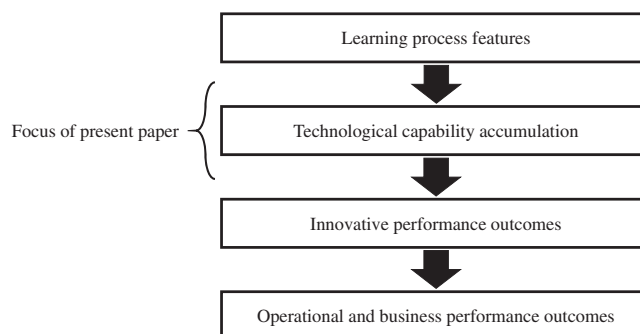 Learning process features
Focus of present paper
Technological capability accumulation
Innovative performance outcomes
Operational and business performance outcomes